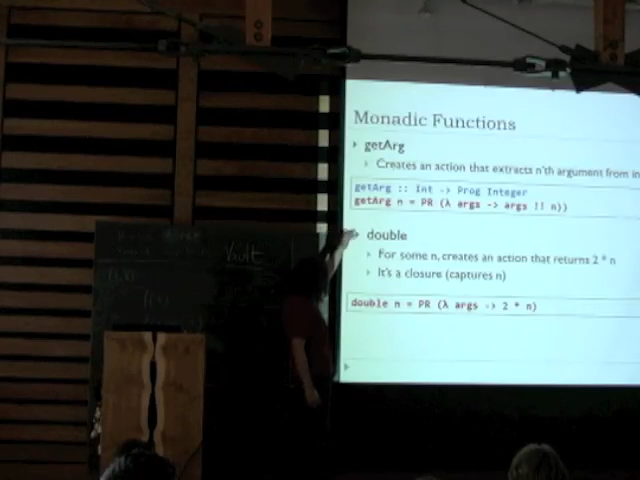 Monadic Functions
getArg
Creates an action that extracts n'th argument from in
getArg :: Int -> Prog Integer
getArg n = PR (λ args -> args !! n))
double
For some n, creates an action that returns 2 * n
It's a closure (captures n)
double n = PR (λ args -> 2 * n)
Vault